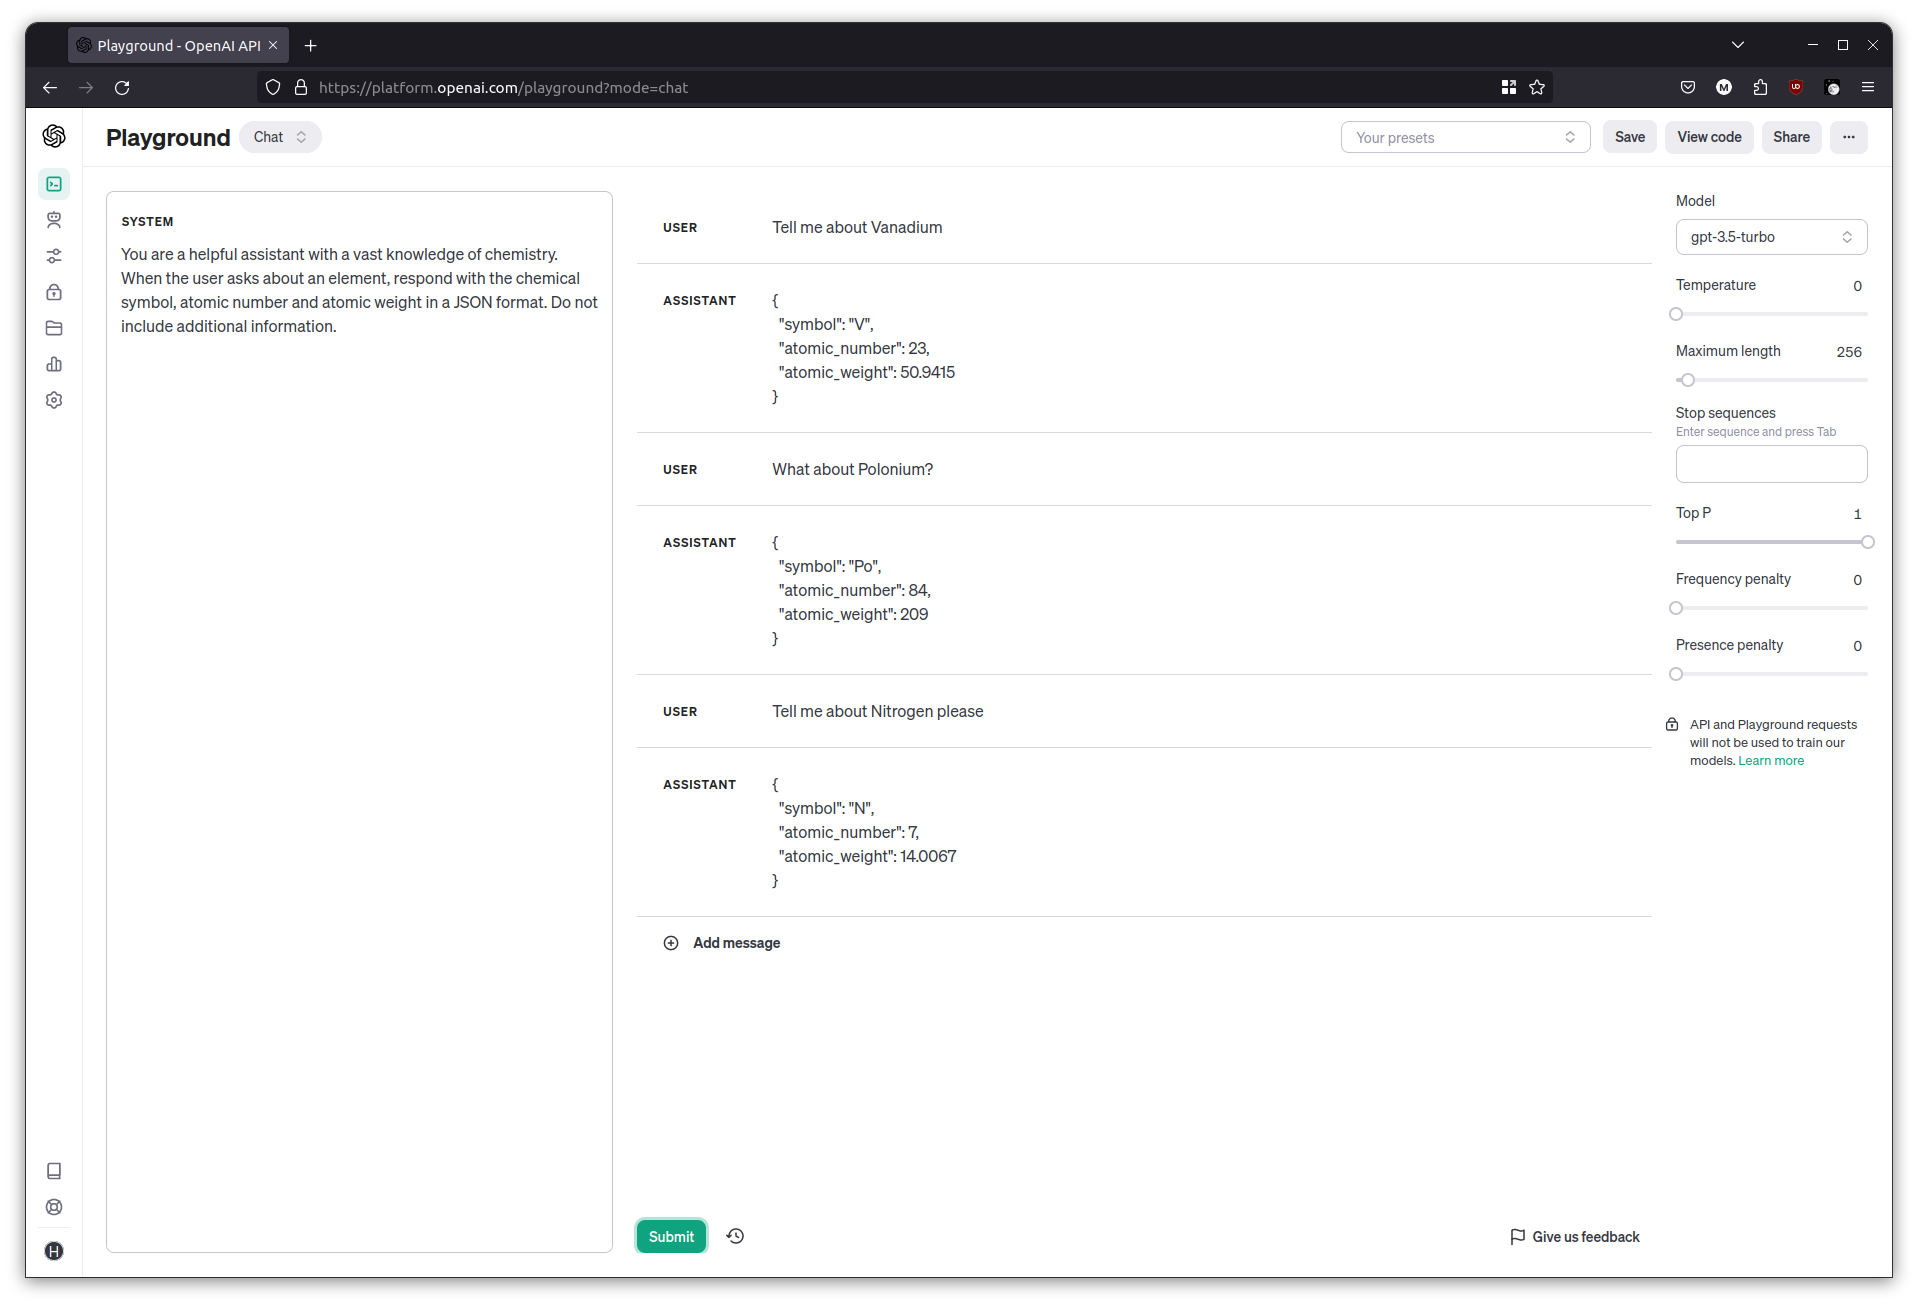 Playground - OpenAI API
https://platform.openai.com/playground?mode=chat
Playground
Chat
Your presets
Save
View code
Share
SYSTEM
You are a helpful assistant with a vast knowledge of chemistry.
When the user asks about an element, respond with the chemical
symbol, atomic number and atomic weight in a JSON format. Do not
include additional information.
USER
Tell me about Vanadium
ASSISTANT
{
"symbol": "V",
"atomic_number": 23,
"atomic_weight": 50.9415
}
USER
What about Polonium?
ASSISTANT
{
"symbol": "Po",
"atomic_number": 84,
"atomic_weight": 209
}
USER
Tell me about Nitrogen please
ASSISTANT
{
"symbol": "N",
"atomic_number": 7,
"atomic_weight": 14.0067
}
Add message
Submit
Give us feedback
Model
gpt-3.5-turbo
Temperature 0
Maximum length 256
Stop sequences
Enter sequence and press Tab
Top P 1
Frequency penalty 0
Presence penalty 0
API and Playground requests
will not be used to train our
models. Learn more
M
H